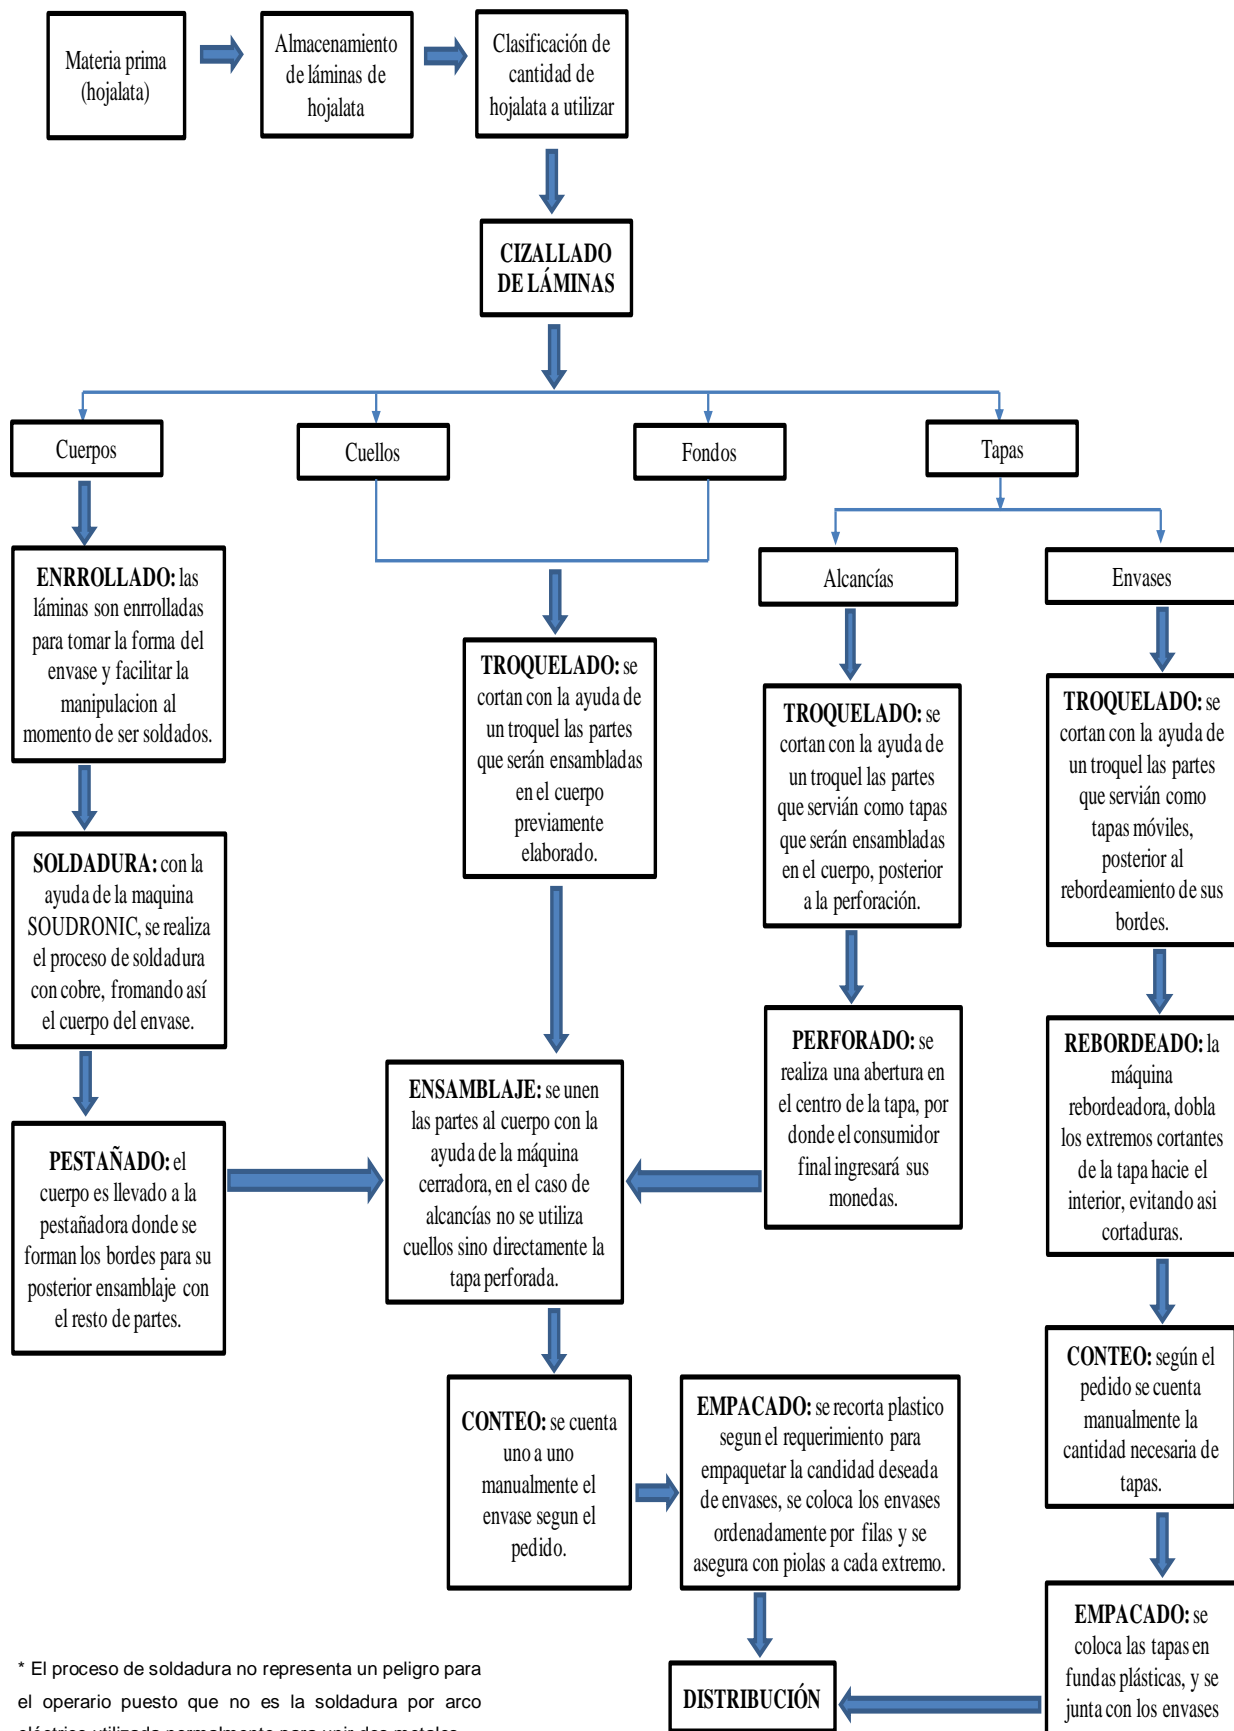 Materia prima
(hojalata)
Almacenamiento
de láminas de
hojalata
Clasificación de
cantidad de
hojalata a utilizar
CIZALLADO
DE LÁMINAS
Cuerpos
Cuellos
Fondos
Tapas
Alcancías
Envases
ENRROLLADO: las
láminas son enrrolladas
para tomar la forma del
envase y facilitar la
manipulacion al
momento de ser soldados.
SOLDADURA: con la
ayuda de la maquina
SOUDRONIC, se realiza
el proceso de soldadura
con cobre, fromando así
el cuerpo del envase.
PESTAÑADO: el
cuerpo es llevado a la
pestañadora donde se
forman los bordes para su
posterior ensamblaje con
el resto de partes.
TROQUELADO: se
cortan con la ayuda de
un troquel las partes
que serán ensambladas
en el cuerpo
previamente
elaborado.
TROQUELADO: se
cortan con la ayuda de
un troquel las partes
que servián como tapas
que serán ensambladas
en el cuerpo, posterior
a la perforación.
PERFORADO: se
realiza una abertura en
el centro de la tapa, por
donde el consumidor
final ingresará sus
monedas.
TROQUELADO: se
cortan con la ayuda de
un troquel las partes
que servián como
tapas móviles,
posterior al
rebordeamiento de sus
bordes.
REBORDEADO: la
máquina
rebordeadora, dobla
los extremos cortantes
de la tapa hacie el
interior, evitando asi
cortaduras.
ENSAMBLAJE: se unen
las partes al cuerpo con la
ayuda de la máquina
cerradora, en el caso de
alcancías no se utiliza
cuellos sino directamente la
tapa perforada.
CONTEO: se cuenta
uno a uno
manualmente el
envase segun el
pedido.
EMPACADO: se recorta plastico
segun el requerimiento para
empaquetar la candidad deseada
de envases, se coloca los envases
ordenadamente por filas y se
asegura con piolas a cada extremo.
CONTEO: según el
pedido se cuenta
manualmente la
cantidad necesaria de
tapas.
EMPACADO: se
coloca las tapas en
fundas plásticas, y se
junta con los envases
DISTRIBUCIÓN
* El proceso de soldadura no representa un peligro para
el operario puesto que no es la soldadura por arco
eléctrico utilizada normalmente para unir dos metales